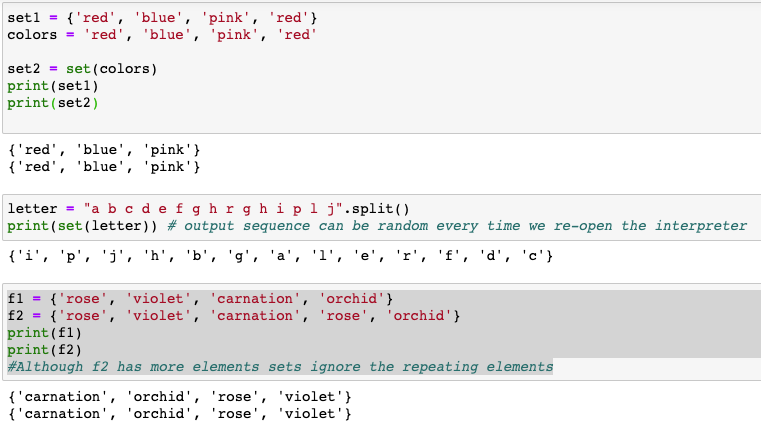 set1 = {'red', 'blue', 'pink', 'red'}
colors = 'red', 'blue', 'pink', 'red'
set2 = set(colors)
print(set1)
print(set2)
{'red', 'blue', 'pink'}
{'red', 'blue', 'pink'}
letter = "a b c d e f g h r g h i p l j".split()
print(set(letter)) # output sequence can be random every time we re-open the interpreter
{'i', 'p', 'j', 'h', 'b', 'g', 'a', 'l', 'e', 'r', 'f', 'd', 'c'}
f1 = {'rose', 'violet', 'carnation', 'orchid'}
f2 = {'rose', 'violet', 'carnation', 'rose', 'orchid'}
print(f1)
print(f2)
#Although f2 has more elements sets ignore the repeating elements
{'carnation', 'orchid', 'rose', 'violet'}
{'carnation', 'orchid', 'rose', 'violet'}